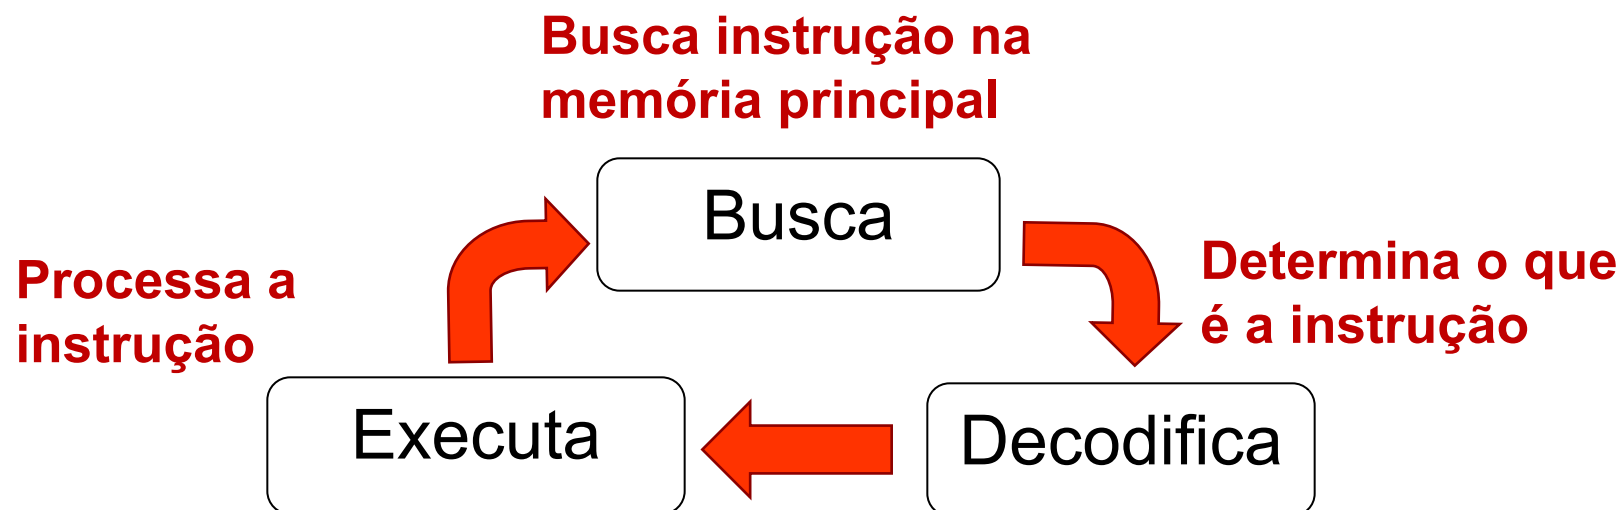 Busca instrução na
memória principal
Busca
Determina o que
é a instrução
Processa a
instrução
Executa
Decodifica